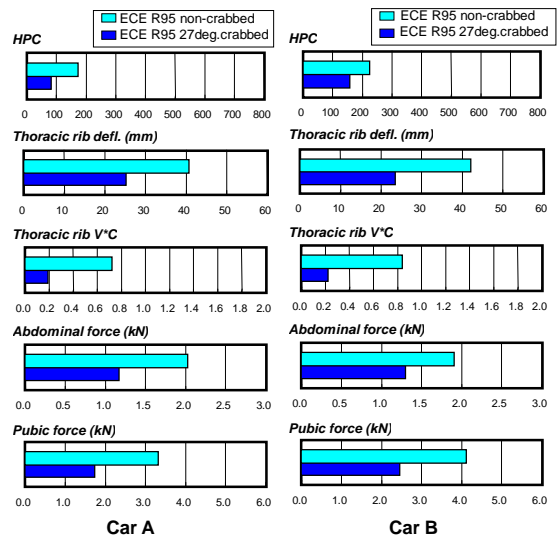 ECE R95 non-crabbed
ECE R95 27deg.crabbed
HPC
0 100 200 300 400 500 600 700 800
Thoracic rib defl. (mm)
0 10 20 30 40 50 60
Thoracic rib V*C
0.0 0.2 0.4 0.6 0.8 1.0 1.2 1.4 1.6 1.8 2.0
Abdominal force (kN)
0.0 0.5 1.0 1.5 2.0 2.5 3.0
Pubic force (kN)
0.0 1.0 2.0 3.0 4.0 5.0 6.0
Car A
ECE R95 non-crabbed
ECE R95 27deg.crabbed
HPC
0 100 200 300 400 500 600 700 800
Thoracic rib defl. (mm)
0 10 20 30 40 50 60
Thoracic rib V*C
0.0 0.2 0.4 0.6 0.8 1.0 1.2 1.4 1.6 1.8 2.0
Abdominal force (kN)
0.0 0.5 1.0 1.5 2.0 2.5 3.0
Pubic force (kN)
0.0 1.0 2.0 3.0 4.0 5.0 6.0
Car B